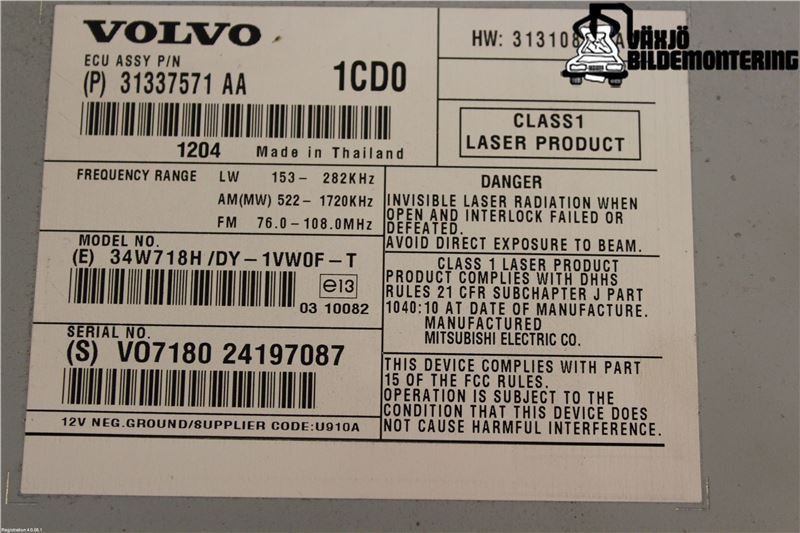 VOLVO
ECU ASSY P/N
(P) 31337571 AA 1CD0
1204 Made in Thailand
HW:
VÄXJÖ
BILDEMONTERING
CLASS1
LASER PRODUCT
FREQUENCY RANGE LW 153 – 282KHz
AM(MW) 522 – 1720KHz
FM 76.0 – 108.0MHz
MODEL NO.
(E) 34W718H/DY–1VW0F–T
e13
03 10082
SERIAL NO.
(S) VO7180 24197087
12V NEG.GROUND/SUPPLIER CODE:U910A
DANGER
INVISIBLE LASER RADIATION WHEN
OPEN AND INTERLOCK FAILED OR
DEFEATED.
AVOID DIRECT EXPOSURE TO BEAM.
CLASS 1 LASER PRODUCT
PRODUCT COMPLIES WITH DHHS
RULES 21 CFR SUBCHAPTER J PART
1040:10 AT DATE OF MANUFACTURE.
MANUFACTURED
MITSUBISHI ELECTRIC CO.
THIS DEVICE COMPLIES WITH PART
15 OF THE FCC RULES.
OPERATION IS SUBJECT TO THE
CONDITION THAT THIS DEVICE DOES
NOT CAUSE HARMFUL INTERFERENCE.